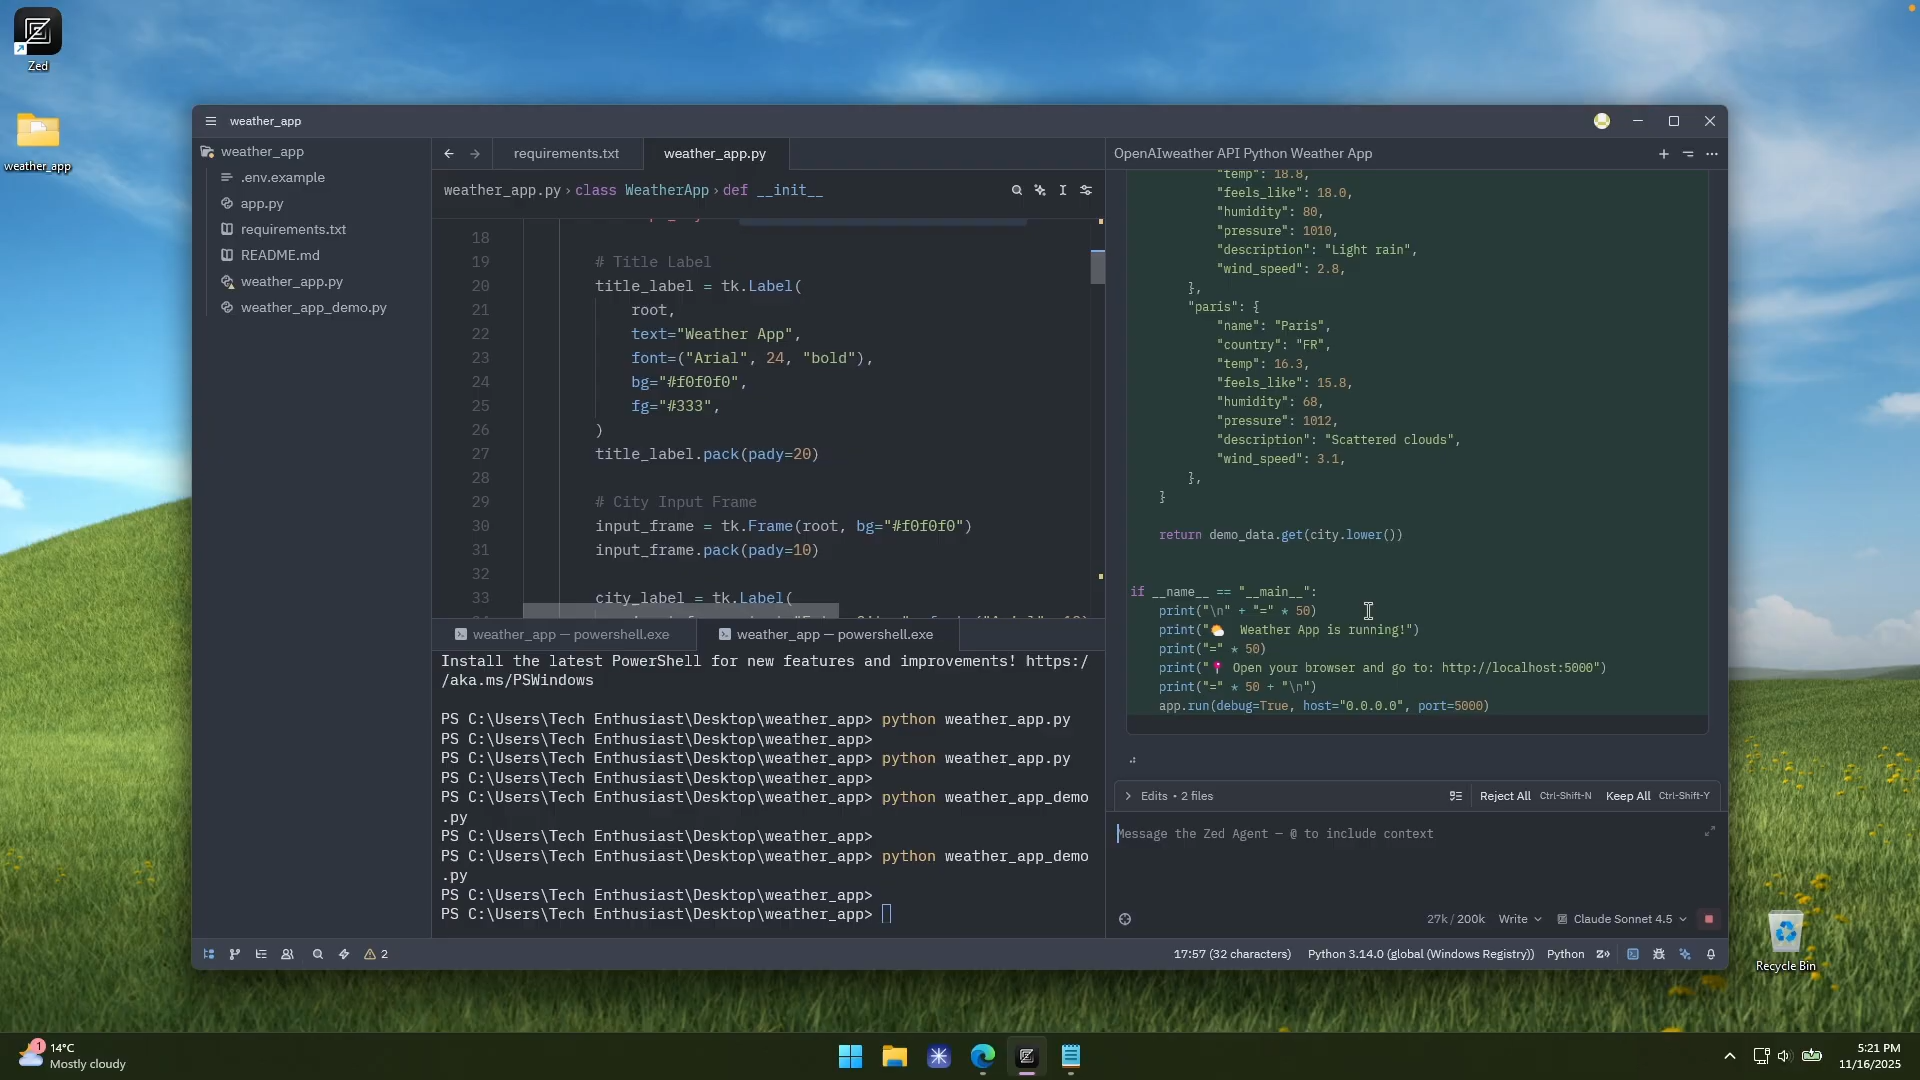 Zed
weather_app
weather_app
weather_app
.env.example
app.py
requirements.txt
README.md
weather_app.py
weather_app_demo.py
requirements.txt
weather_app.py
weather_app.py › class WeatherApp › def __init__
18
19 # Title Label
20 title_label = tk.Label(
21 root,
22 text="Weather App",
23 font=("Arial", 24, "bold"),
24 bg="#f0f0f0",
25 fg="#333",
26 )
27 title_label.pack(pady=20)
28
29 # City Input Frame
30 input_frame = tk.Frame(root, bg="#f0f0f0")
31 input_frame.pack(pady=10)
32
33 city_label = tk.Label(
weather_app — powershell.exe
weather_app — powershell.exe
Install the latest PowerShell for new features and improvements! https:/
/aka.ms/PSWindows
PS C:\Users\Tech Enthusiast\Desktop\weather_app> python weather_app.py
PS C:\Users\Tech Enthusiast\Desktop\weather_app>
PS C:\Users\Tech Enthusiast\Desktop\weather_app> python weather_app.py
PS C:\Users\Tech Enthusiast\Desktop\weather_app>
PS C:\Users\Tech Enthusiast\Desktop\weather_app> python weather_app_demo
.py
PS C:\Users\Tech Enthusiast\Desktop\weather_app>
PS C:\Users\Tech Enthusiast\Desktop\weather_app> python weather_app_demo
.py
PS C:\Users\Tech Enthusiast\Desktop\weather_app>
PS C:\Users\Tech Enthusiast\Desktop\weather_app>
OpenAIweather API Python Weather App
"temp": 18.8,
"feels_like": 18.0,
"humidity": 80,
"pressure": 1010,
"description": "Light rain",
"wind_speed": 2.8,
},
"paris": {
"name": "Paris",
"country": "FR",
"temp": 16.3,
"feels_like": 15.8,
"humidity": 68,
"pressure": 1012,
"description": "Scattered clouds",
"wind_speed": 3.1,
},
}
return demo_data.get(city.lower())
if __name__ == "__main__":
print("\n" + "=" * 50)
print("🌤️ Weather App is running!")
print("=" * 50)
print("📍 Open your browser and go to: http://localhost:5000")
print("=" * 50 + "\n")
app.run(debug=True, host="0.0.0.0", port=5000)
Edits • 2 files
Reject All Ctrl-Shift-N
Keep All Ctrl-Shift-Y
Message the Zed Agent — @ to include context
27k / 200k
Write
Claude Sonnet 4.5
2
17:57 (32 characters)
Python 3.14.0 (global (Windows Registry))
Python
Recycle Bin
1
14°C
Mostly cloudy
5:21 PM
11/16/2025